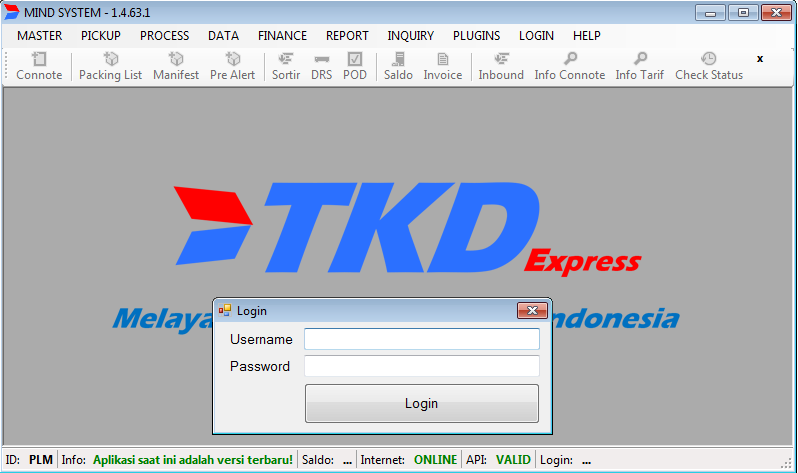 MIND SYSTEM - 1.4.63.1
MASTER PICKUP PROCESS DATA FINANCE REPORT INQUIRY PLUGINS LOGIN HELP
Connote Packing List Manifest Pre Alert Sortir DRS POD Saldo Invoice Inbound Info Connote Info Tarif Check Status x
TKD
Express
Melaya ndonesia
Login
Username
Password
Login
ID: PLM Info: Aplikasi saat ini adalah versi terbaru! Saldo: ... Internet: ONLINE API: VALID Login: ...